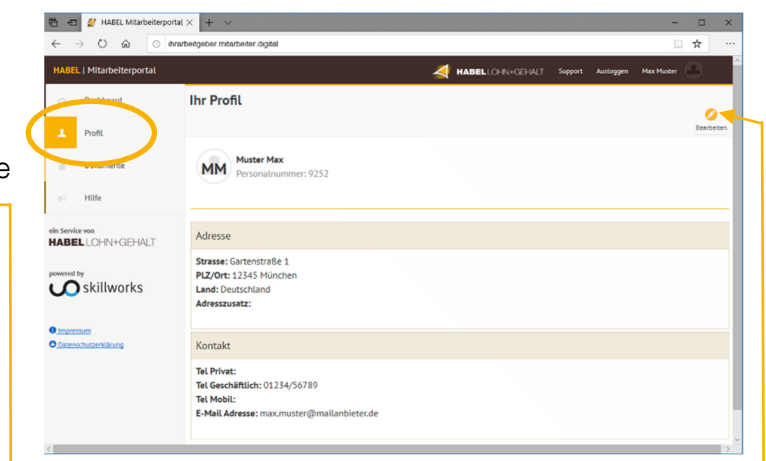 HABEL Mitarbeiterportal
ihrarbeitgeber.mitarbeiter.digital
HABEL | Mitarbeiterportal
HABEL LOHN+GEHALT
Support
Ausloggen
Max Muster
Dashboard
Profil
Dokumente
Hilfe
ein Service von
HABEL LOHN+GEHALT
powered by
skillworks
Impressum
Datenschutzerklärung
Ihr Profil
Bearbeiten
MM
Muster Max
Personalnummer: 9252
Adresse
Strasse: Gartenstraße 1
PLZ/Ort: 12345 München
Land: Deutschland
Adresszusatz:
Kontakt
Tel Privat:
Tel Geschäftlich: 01234/56789
Tel Mobil:
E-Mail Adresse: max.muster@mailanbieter.de
e